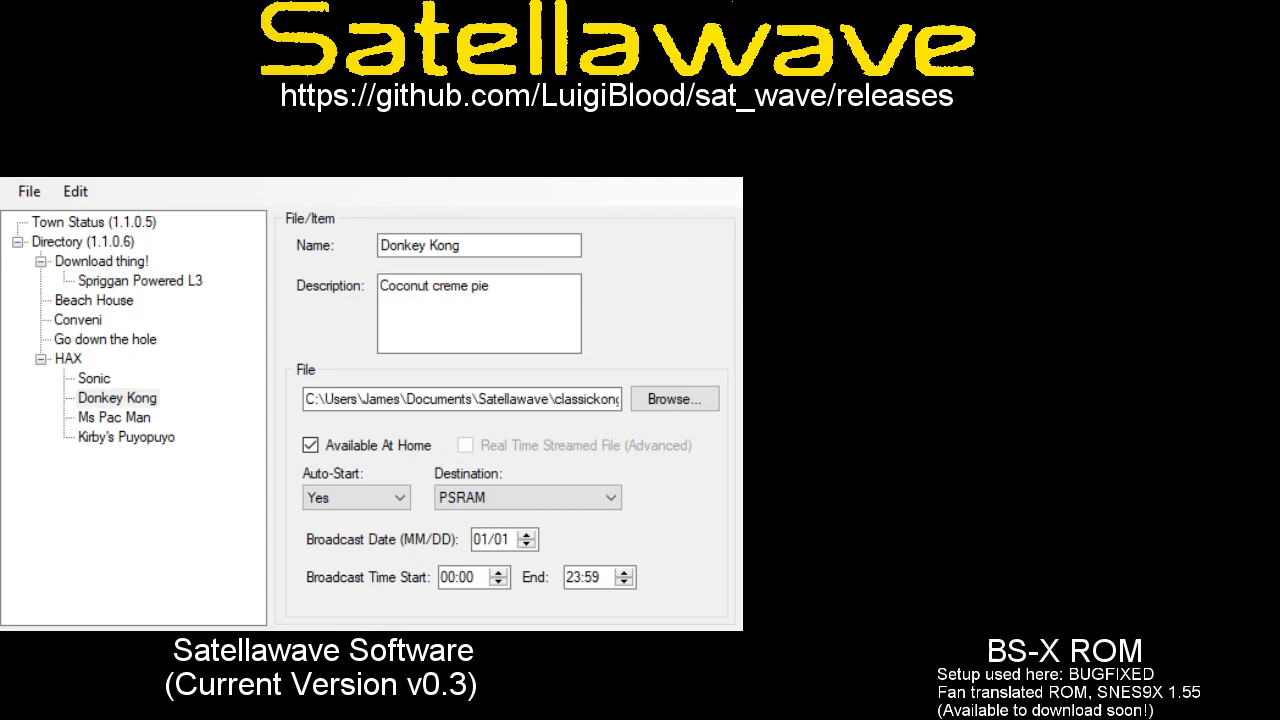 Satellawave
https://github.com/LuigiBlood/sat_wave/releases
File Edit
Town Status (1.1.0.5)
Directory (1.1.0.6)
Download thing!
Spriggan Powered L3
Beach House
Conveni
Go down the hole
HAX
Sonic
Donkey Kong
Ms Pac Man
Kirby's Puyopuyo
File/Item
Name: Donkey Kong
Description: Coconut creme pie
File
C:\Users\James\Documents\Satellawave\classickong Browse...
Available At Home Real Time Streamed File (Advanced)
Auto-Start: Destination:
Yes PSRAM
Broadcast Date (MM/DD): 01/01
Broadcast Time Start: 00:00 End: 23:59
Satellawave Software
(Current Version v0.3)
BS-X ROM
Setup used here: BUGFIXED
Fan translated ROM, SNES9X 1.55
(Available to download soon!)